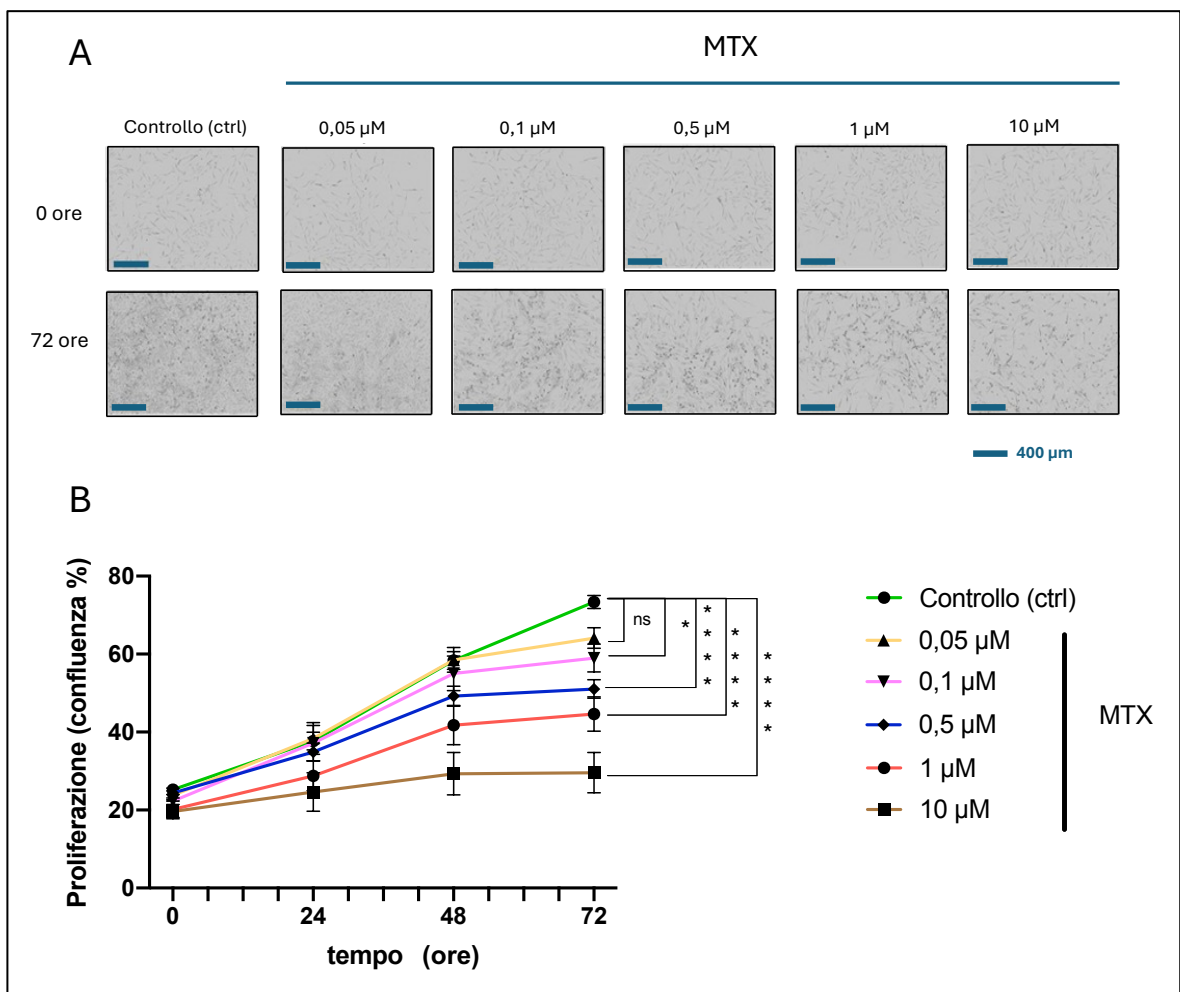 A
MTX
Controllo (ctrl) 0,05 µM 0,1 µM 0,5 µM 1 µM 10 µM
0 ore
72 ore
400 µm
B
Proliferazione (confluenza %)
80
60
40
20
0
0 24 48 72
tempo (ore)
ns
*
* * * *
* * * *
* * * *
Controllo (ctrl)
0,05 µM
0,1 µM
0,5 µM
1 µM
10 µM
MTX